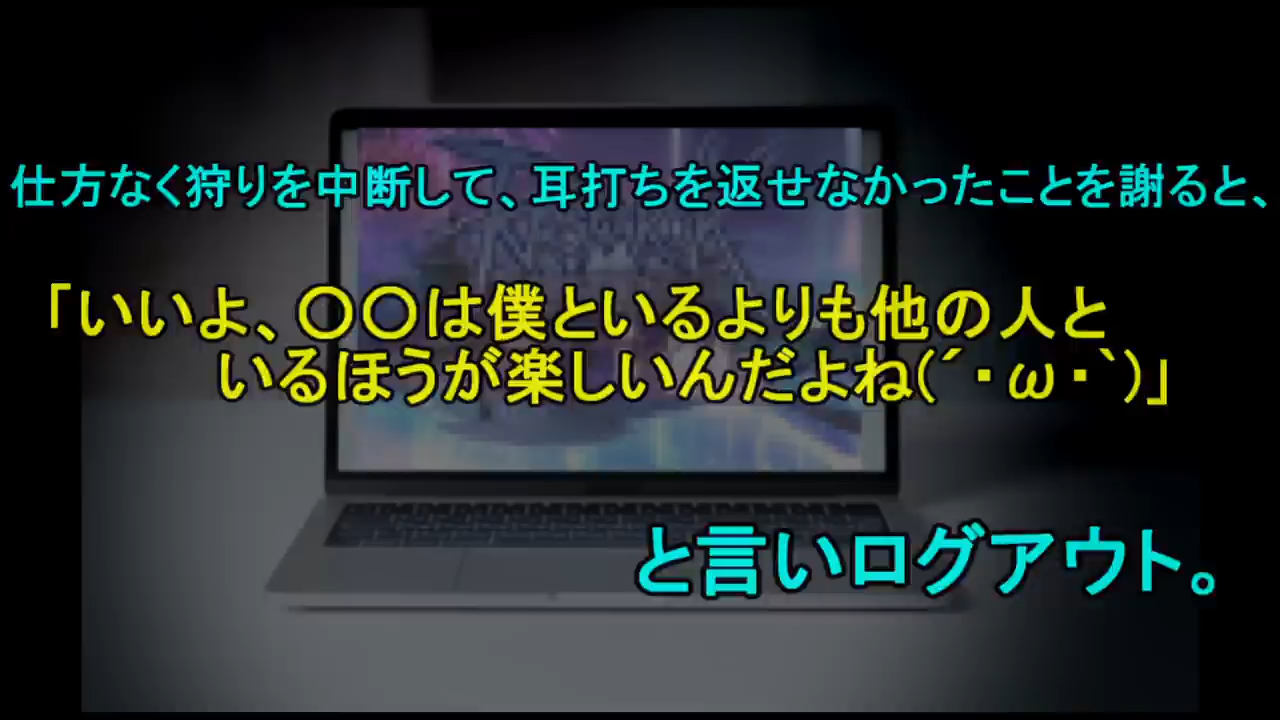 仕方なく狩りを中断して、耳打ちを返せなかったことを謝ると、
「いいよ、〇〇は僕といるよりも他の人と
いるほうが楽しいんだよね(´・ω・`)」
と言いログアウト。